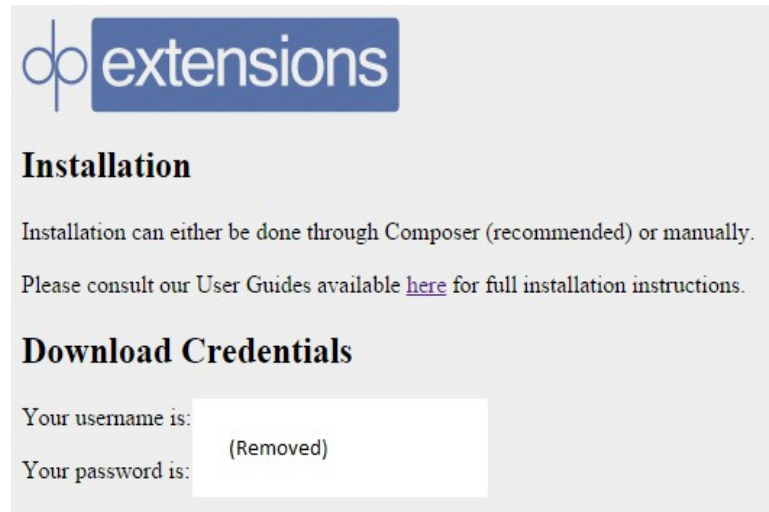 dp extensions
Installation
Installation can either be done through Composer (recommended) or manually.
Please consult our User Guides available here for full installation instructions.
Download Credentials
Your username is:
(Removed)
Your password is: